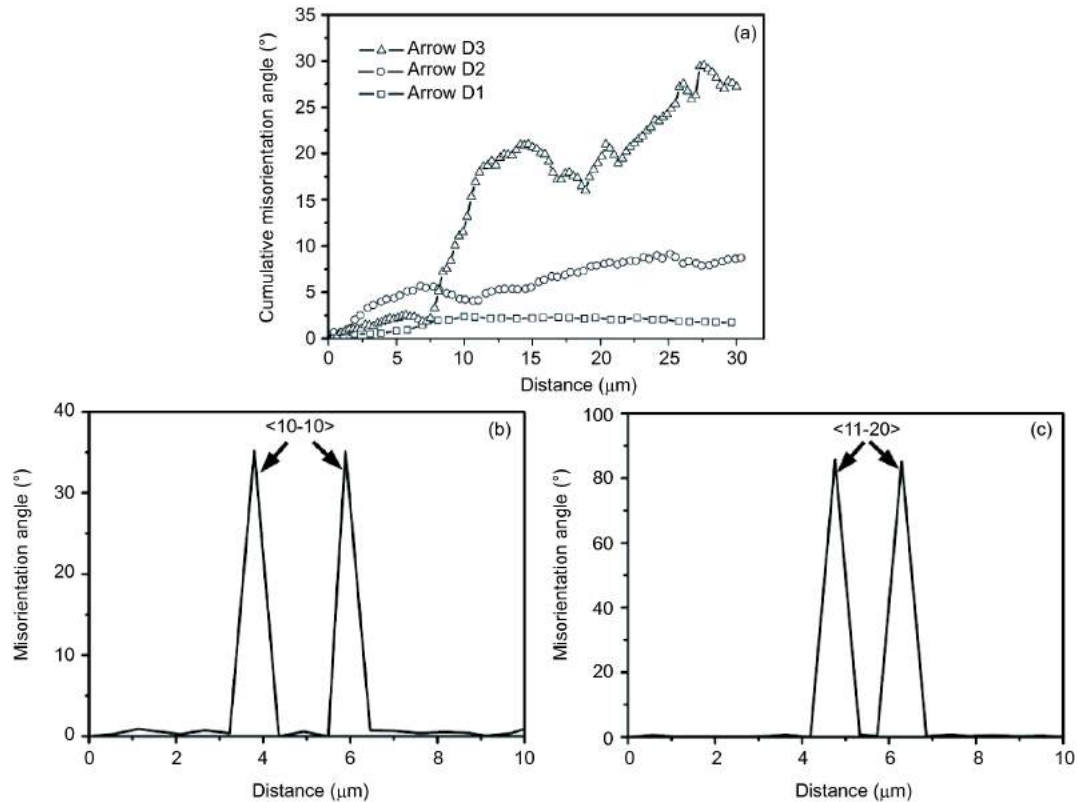 (a)
Arrow D3
Arrow D2
Arrow D1
Cumulative misorientation angle (°)
35
30
25
20
15
10
5
0
0 5 10 15 20 25 30
Distance (μm)
(b)
<10-10>
Misorientation angle (°)
40
30
20
10
0
0 2 4 6 8 10
Distance (μm)
(c)
<11-20>
Misorientation angle (°)
100
80
60
40
20
0
0 2 4 6 8 10
Distance (μm)